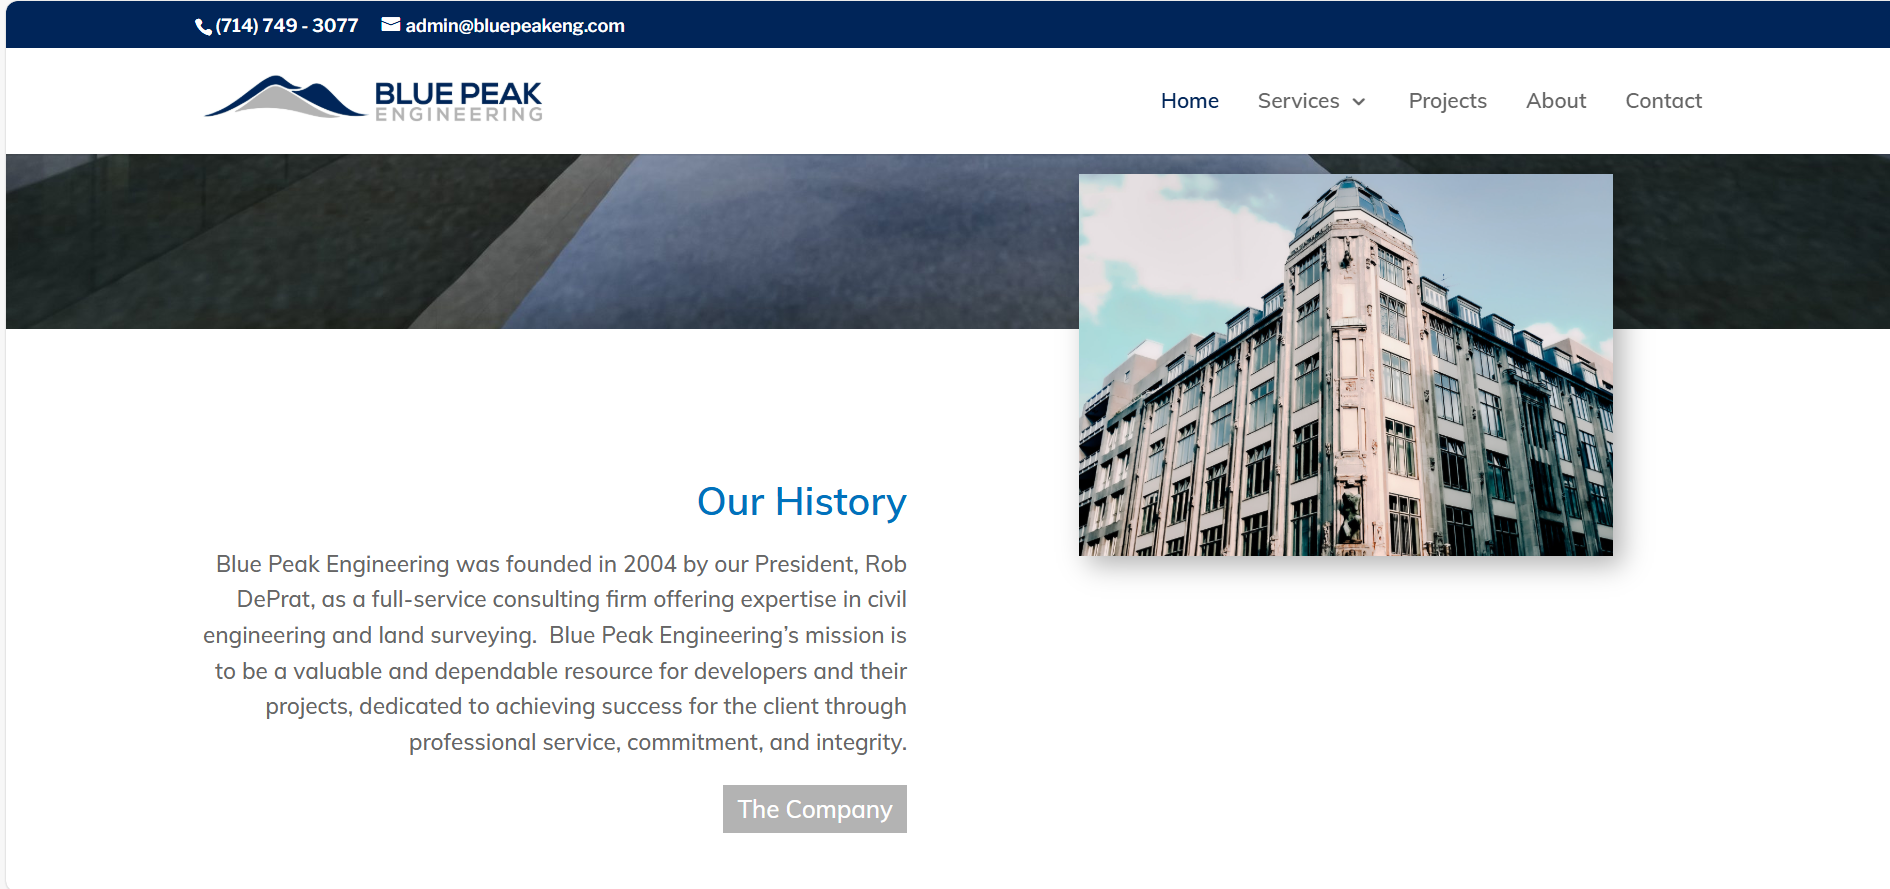 (714) 749 - 3077 admin@bluepeakeng.com
BLUE PEAK
ENGINEERING
Home Services Projects About Contact
Our History
Blue Peak Engineering was founded in 2004 by our President, Rob
DePrat, as a full-service consulting firm offering expertise in civil
engineering and land surveying.  Blue Peak Engineering’s mission is
to be a valuable and dependable resource for developers and their
projects, dedicated to achieving success for the client through
professional service, commitment, and integrity.
The Company